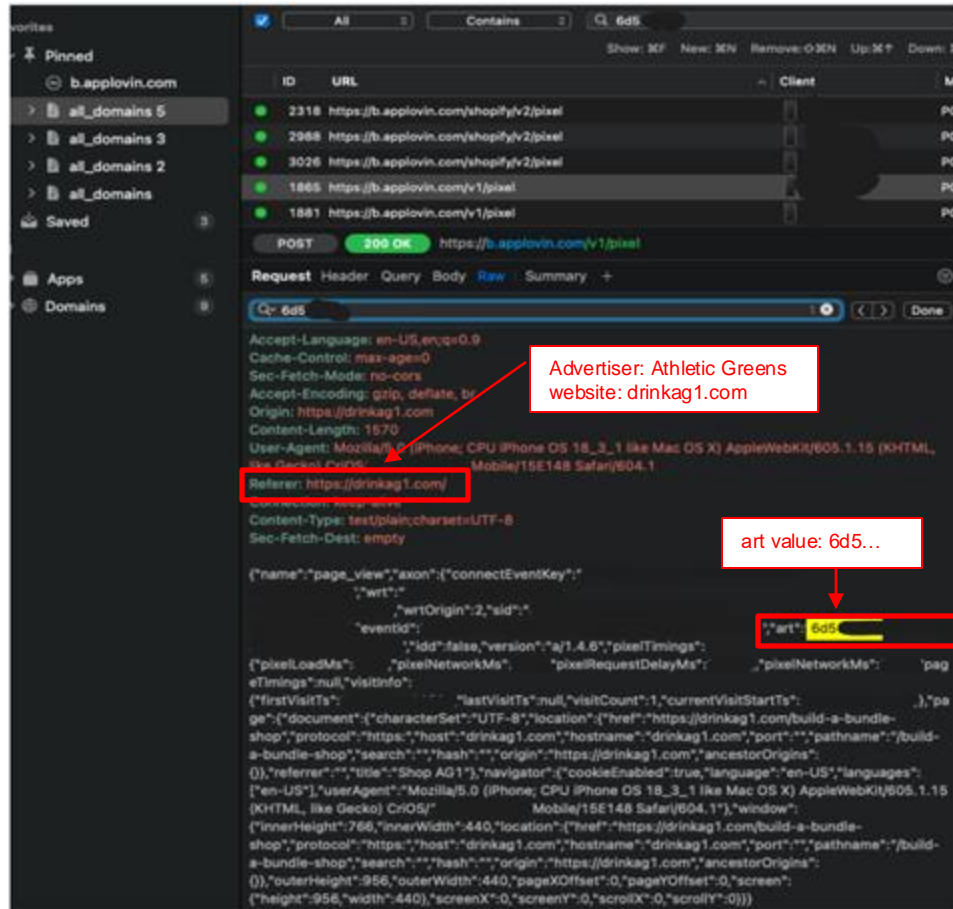 All
Contains
6d5
Show: ⌘F New: ⌘N Remove:⇧⌘N Up:⌘↑ Down:
vorites
Pinned
b.applovin.com
all_domains 5
all_domains 3
all_domains 2
all_domains
Saved 3
Apps 5
Domains 9
ID URL Client
2318 https://b.applovin.com/shopify/v2/pixel PO
2988 https://b.applovin.com/shopify/v2/pixel PO
3026 https://b.applovin.com/shopify/v2/pixel PO
1865 https://b.applovin.com/v1/pixel PO
1881 https://b.applovin.com/v1/pixel PO
POST 200 OK https://b.applovin.com/v1/pixel
Request Header Query Body Raw Summary +
6d5 1 Done
Accept-Language: en-US,en;q=0.9
Cache-Control: max-age=0
Sec-Fetch-Mode: no-cors
Accept-Encoding: gzip, deflate, br
Origin: https://drinkag1.com
Content-Length: 1570
User-Agent: Mozilla/5.0 (iPhone; CPU iPhone OS 18_3_1 like Mac OS X) AppleWebKit/605.1.15 (KHTML,
like Gecko) CriOS/ Mobile/15E148 Safari/604.1
Referer: https://drinkag1.com/
Connection: keep-alive
Content-Type: text/plain;charset=UTF-8
Sec-Fetch-Dest: empty
Advertiser: Athletic Greens
website: drinkag1.com
art value: 6d5...
{"name":"page_view","axon":{"connectEventKey":"
","wrt":"
,"wrtOrigin":2,"sid":"
"eventId": ","art": 6d5
","idd":false,"version":"a/1.4.6","pixelTimings":
{"pixelLoadMs": ,"pixelNetworkMs": "pixelRequestDelayMs": ,"pixelNetworkMs": "pag
eTimings":null,"visitInfo":
{"firstVisitTs": "lastVisitTs":null,"visitCount":1,"currentVisitStartTs": },"pa
ge":{"document":{"characterSet":"UTF-8","location":{"href":"https://drinkag1.com/build-a-bundle-
shop","protocol":"https:","host":"drinkag1.com","hostname":"drinkag1.com","port":"","pathname":"/build-
a-bundle-shop","search":"","hash":"","origin":"https://drinkag1.com","ancestorOrigins":
{}},"referrer":"","title":"Shop AG1"},"navigator":{"cookieEnabled":true,"language":"en-US","languages":
["en-US"],"userAgent":"Mozilla/5.0 (iPhone; CPU iPhone OS 18_3_1 like Mac OS X) AppleWebKit/605.1.15
(KHTML, like Gecko) CriOS/ Mobile/15E148 Safari/604.1"},"window":
{"innerHeight":766,"innerWidth":440,"location":{"href":"https://drinkag1.com/build-a-bundle-
shop","protocol":"https:","host":"drinkag1.com","hostname":"drinkag1.com","port":"","pathname":"/build-
a-bundle-shop","search":"","hash":"","origin":"https://drinkag1.com","ancestorOrigins":
{}},"outerHeight":956,"outerWidth":440,"pageXOffset":0,"pageYOffset":0,"screen":
{"height":956,"width":440},"screenX":0,"screenY":0,"scrollX":0,"scrollY":0}}}